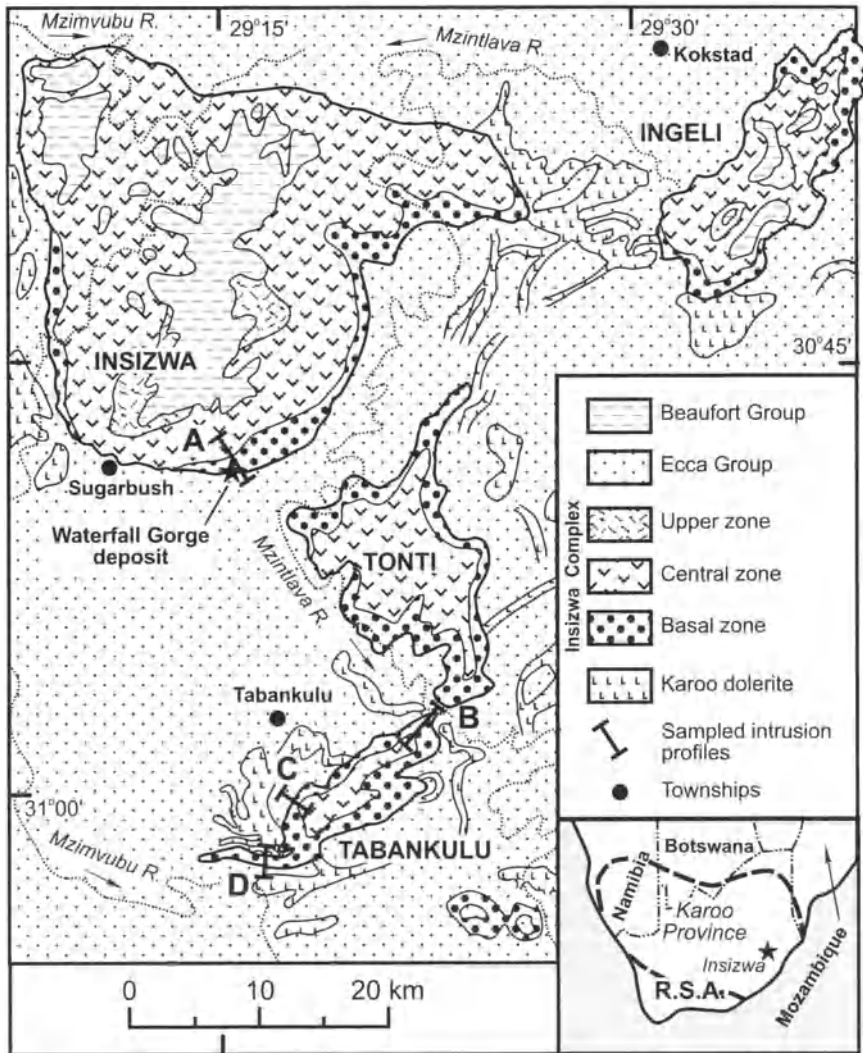 29°15'
29°30'
Mzimvubu R.
Mzintlava R.
Kokstad
INGELI
INSIZWA
30°45'
A
Sugarbush
Waterfall Gorge
deposit
Mzintlava R.
TONTI
Tabankulu
B
C
31°00'
TABANKULU
Mzimvubu R.
D
Insizwa Complex
Beaufort Group
Ecca Group
Upper zone
Central zone
Basal zone
Karoo dolerite
Sampled intrusion
profiles
Townships
Botswana
Namibia
Karoo
Province
Insizwa
R.S.A.
Mozambique
0 10 20 km